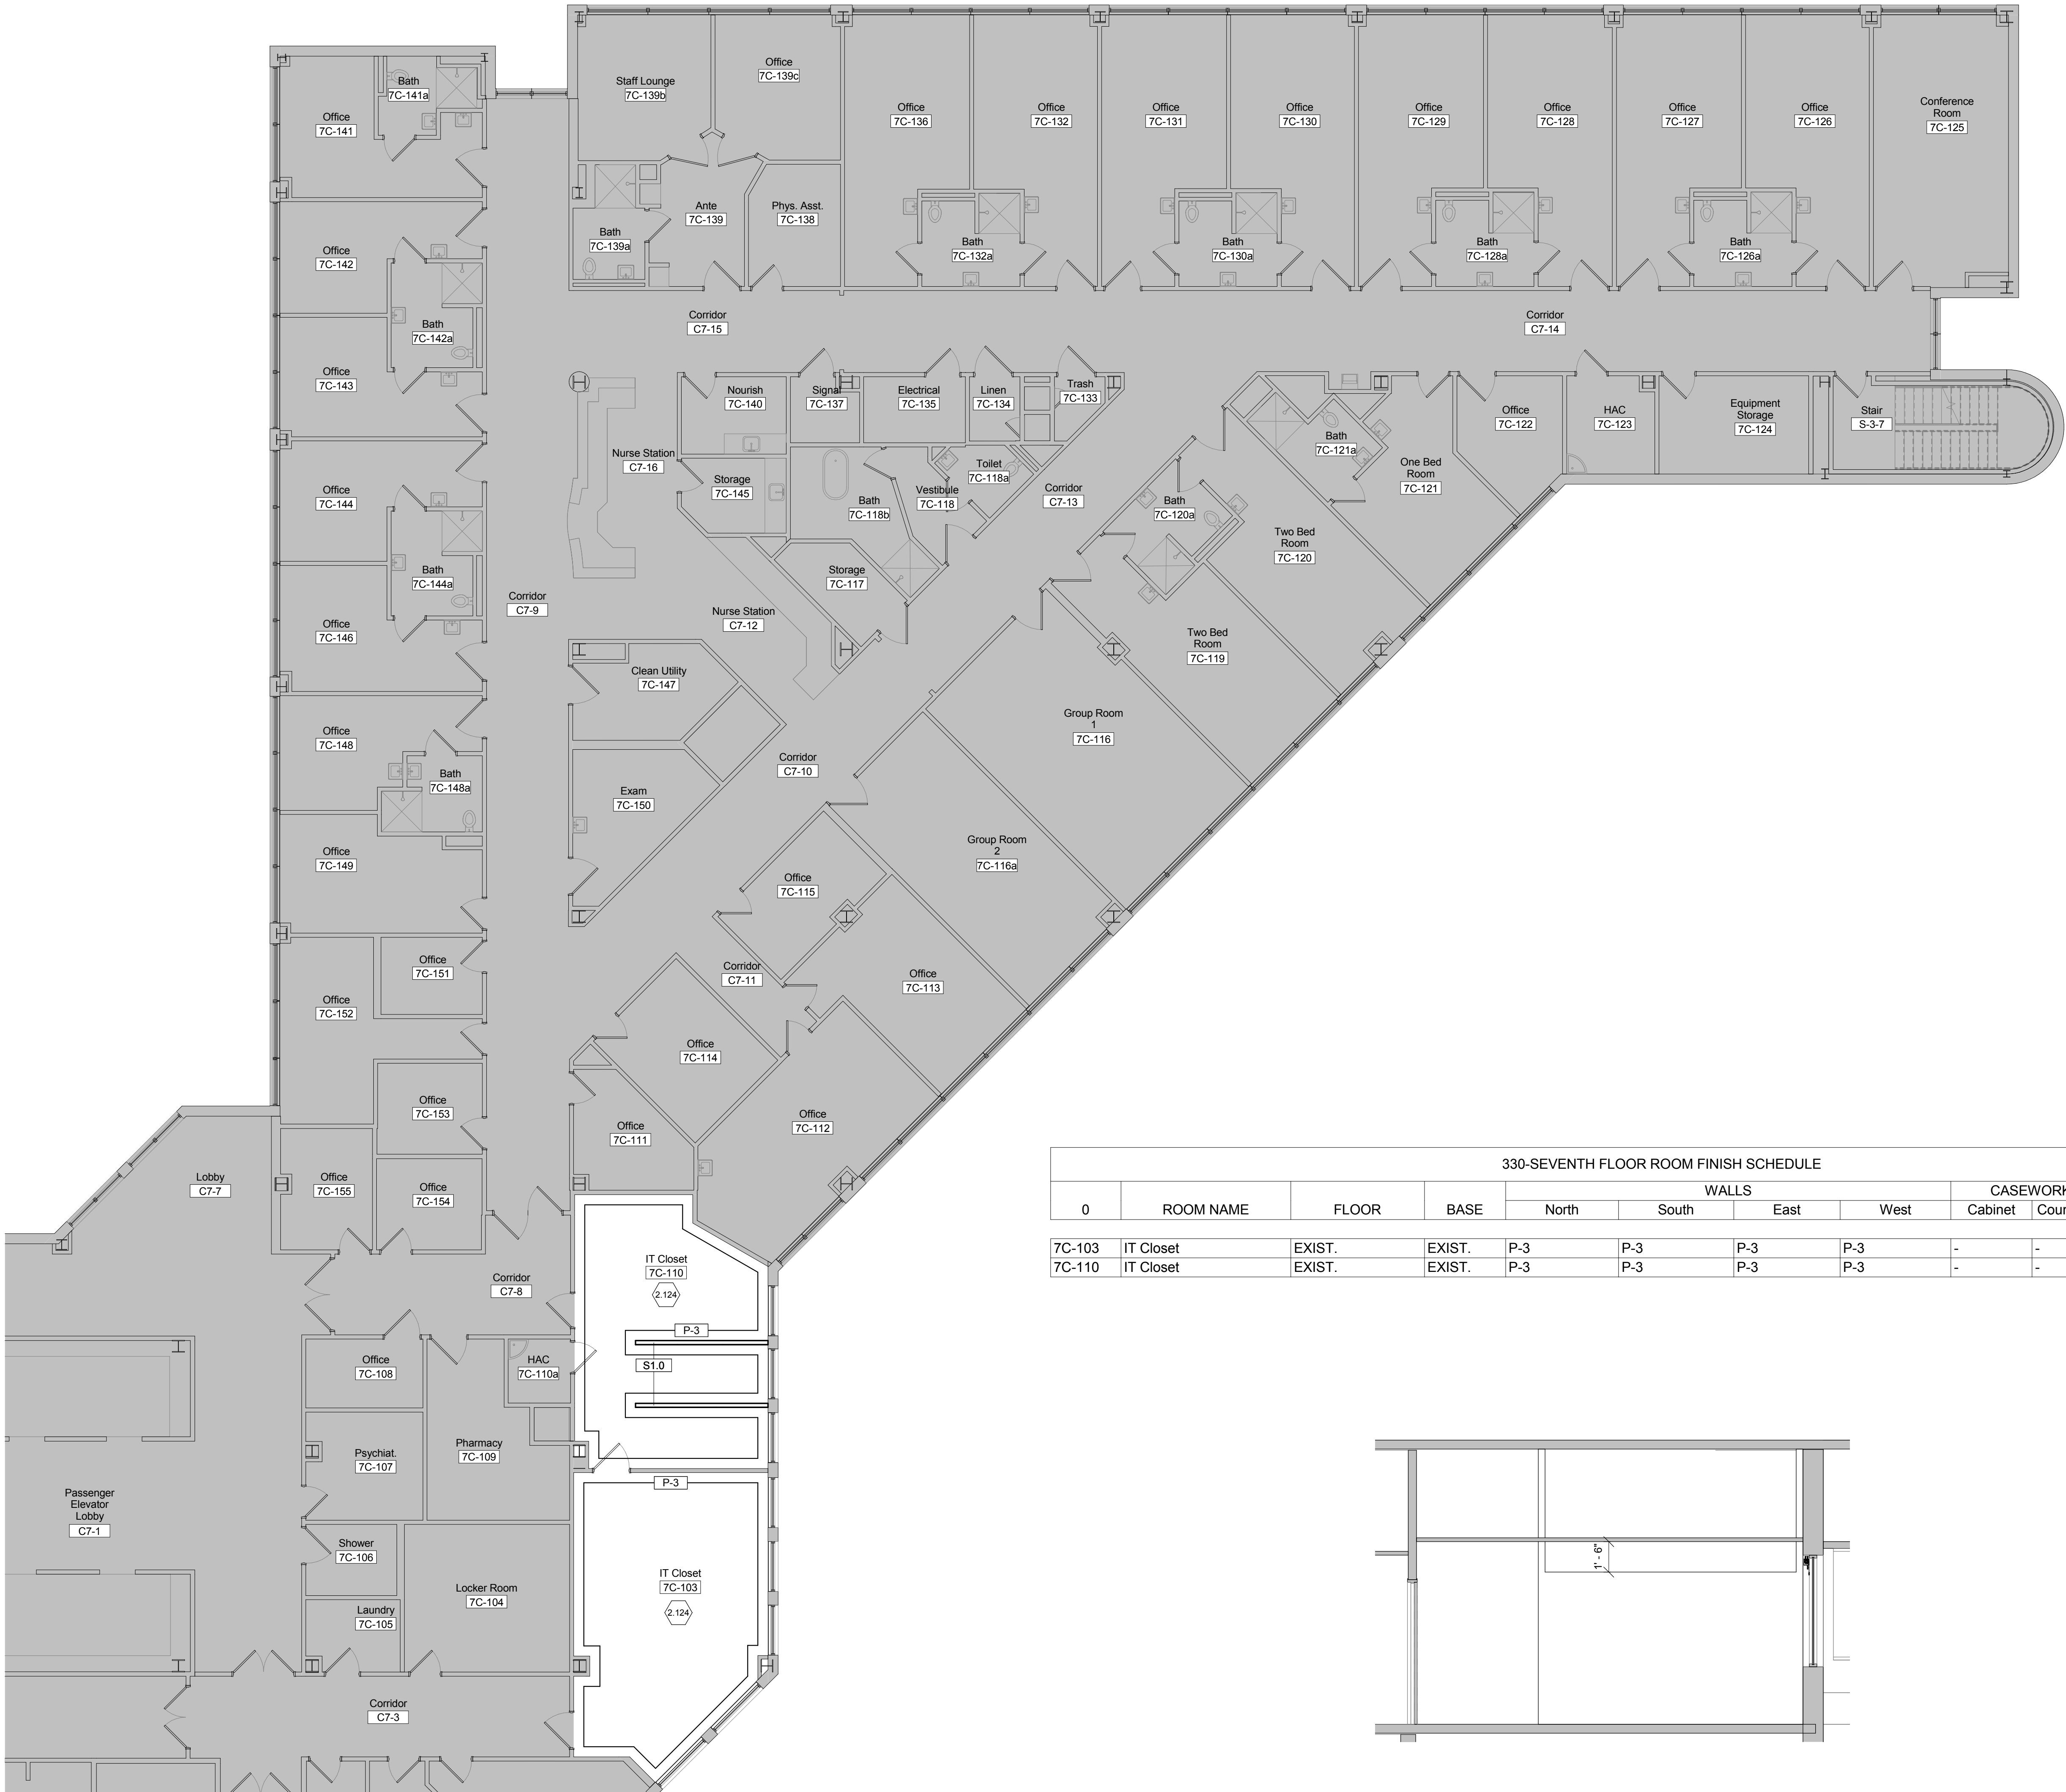 Staff Lounge
7C-139b
Office
7C-139c
Bath
7C-141a
Office
7C-141
Office
7C-136
Office
7C-132
Office
7C-131
Office
7C-130
Office
7C-129
Office
7C-128
Office
7C-127
Office
7C-126
Conference
Room
7C-125
Ante
7C-139
Phys. Asst.
7C-138
Bath
7C-139a
Bath
7C-132a
Bath
7C-130a
Bath
7C-128a
Bath
7C-126a
Office
7C-142
Bath
7C-142a
Office
7C-143
Corridor
C7-15
Corridor
C7-14
Nourish
7C-140
Signal
7C-137
Electrical
7C-135
Linen
7C-134
Trash
7C-133
Office
7C-122
HAC
7C-123
Equipment
Storage
7C-124
Stair
S-3-7
Bath
7C-121a
One Bed
Room
7C-121
Nurse Station
C7-16
Storage
7C-145
Toilet
7C-118a
Vestibule
7C-118
Bath
7C-118b
Corridor
C7-13
Bath
7C-120a
Two Bed
Room
7C-120
Office
7C-144
Bath
7C-144a
Storage
7C-117
Corridor
C7-9
Nurse Station
C7-12
Office
7C-146
Two Bed
Room
7C-119
Clean Utility
7C-147
Group Room
1
7C-116
Office
7C-148
Bath
7C-148a
Corridor
C7-10
Exam
7C-150
Office
7C-149
Group Room
2
7C-116a
Office
7C-115
Office
7C-151
Corridor
C7-11
Office
7C-113
Office
7C-152
Office
7C-114
Office
7C-153
Office
7C-111
Office
7C-112
Lobby
C7-7
Office
7C-155
Office
7C-154
Corridor
C7-8
IT Closet
7C-110
2.124
P-3
S1.0
Office
7C-108
HAC
7C-110a
Psychiat.
7C-107
Pharmacy
7C-109
P-3
Passenger
Elevator
Lobby
C7-1
Shower
7C-106
Locker Room
7C-104
Laundry
7C-105
IT Closet
7C-103
2.124
Corridor
C7-3
330-SEVENTH FLOOR ROOM FINISH SCHEDULE
WALLS CASEWORK
0 ROOM NAME FLOOR BASE North South East West Cabinet Cour
7C-103 IT Closet EXIST. EXIST. P-3 P-3 P-3 P-3 - -
7C-110 IT Closet EXIST. EXIST. P-3 P-3 P-3 P-3 - -
1' - 6"